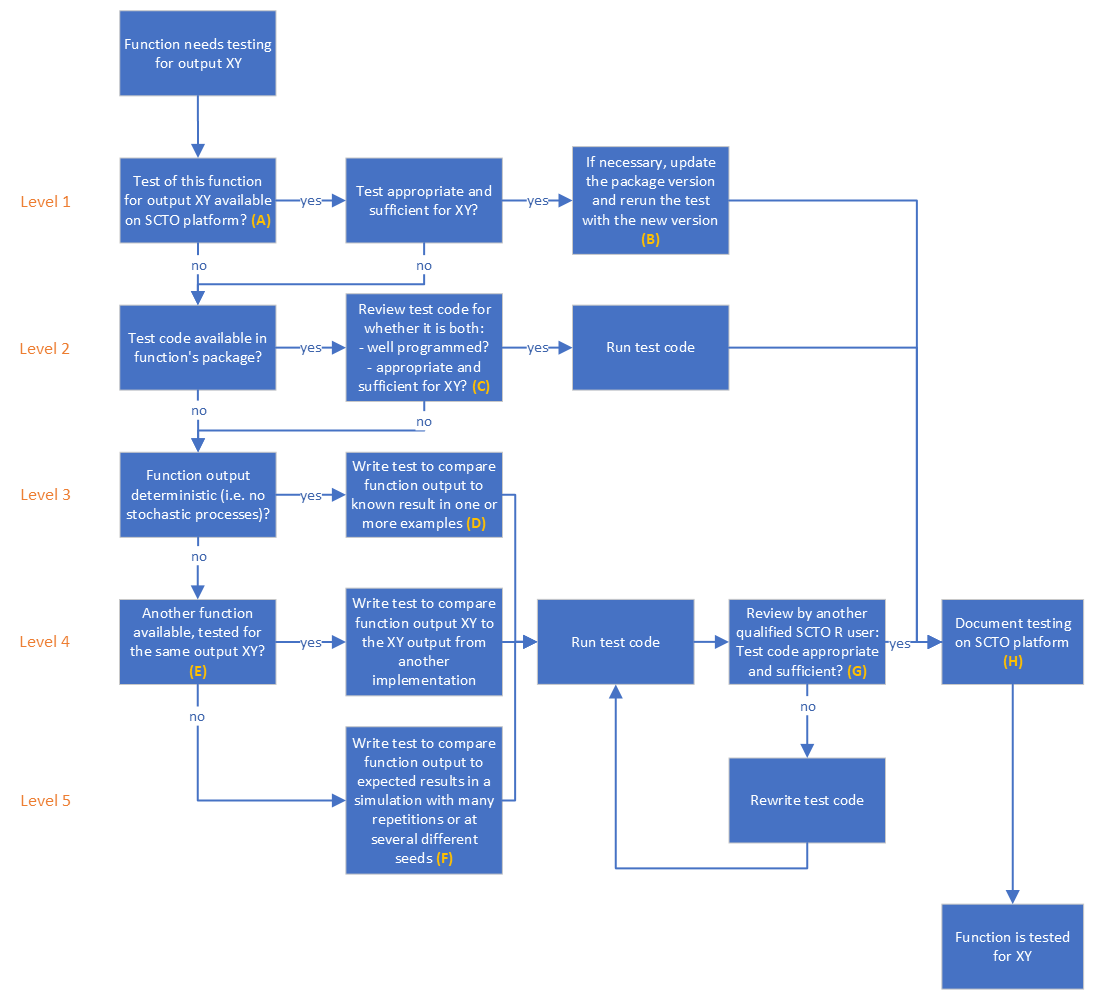 Function needs testing
for output XY
Level 1
Test of this function
for output XY available
on SCTO platform? (A)
yes
Test appropriate and
sufficient for XY?
yes
If necessary, update
the package version
and rerun the test
with the new version
(B)
no
no
Level 2
Test code available in
function's package?
yes
Review test code for
whether it is both:
- well programmed?
- appropriate and
sufficient for XY? (C)
yes
Run test code
no
no
Level 3
Function output
deterministic (i.e. no
stochastic processes)?
yes
Write test to compare
function output to
known result in one or
more examples (D)
no
Level 4
Another function
available, tested for
the same output XY?
(E)
yes
Write test to compare
function output XY to
the XY output from
another
implementation
Run test code
Review by another
qualified SCTO R user:
Test code appropriate
and sufficient? (G)
yes
Document testing
on SCTO platform
(H)
no
no
Level 5
Write test to compare
function output to
expected results in a
simulation with many
repetitions or at
several different
seeds (F)
Rewrite test code
Function is tested
for XY